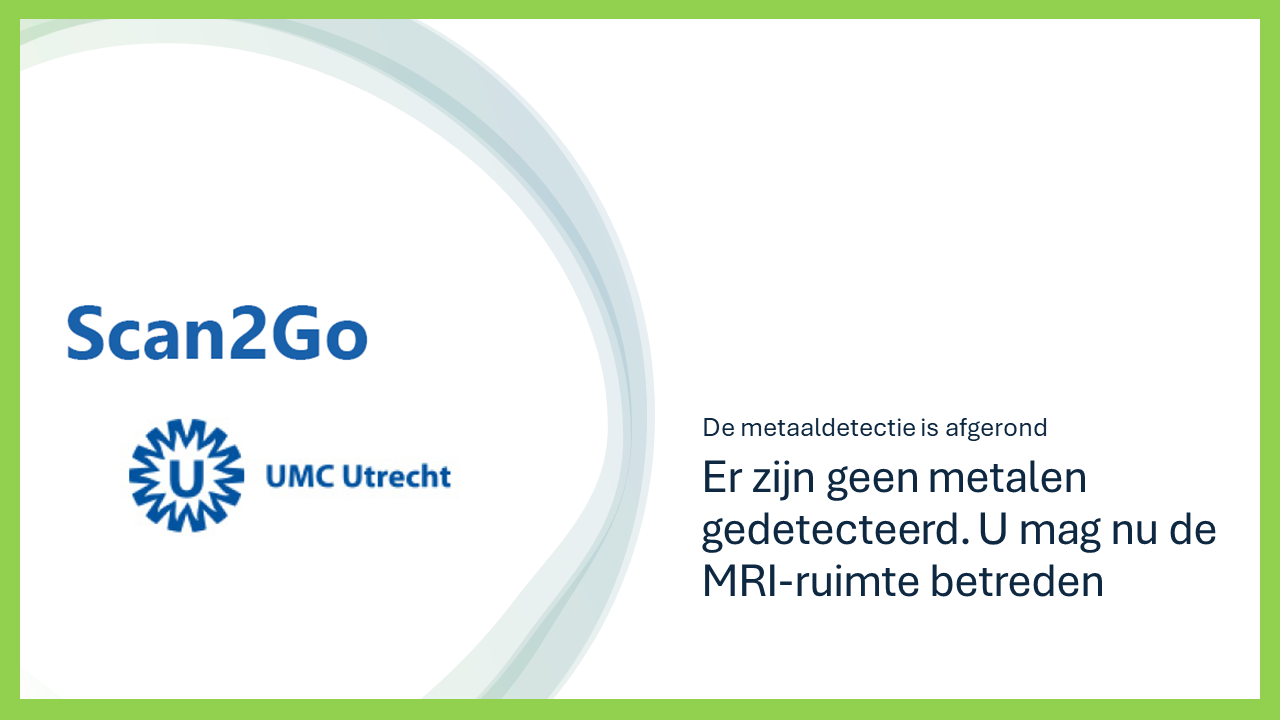 Scan2Go
U
UMC Utrecht
De metaaldetectie is afgerond
Er zijn geen metalen
gedetecteerd. U mag nu de
MRI-ruimte betreden